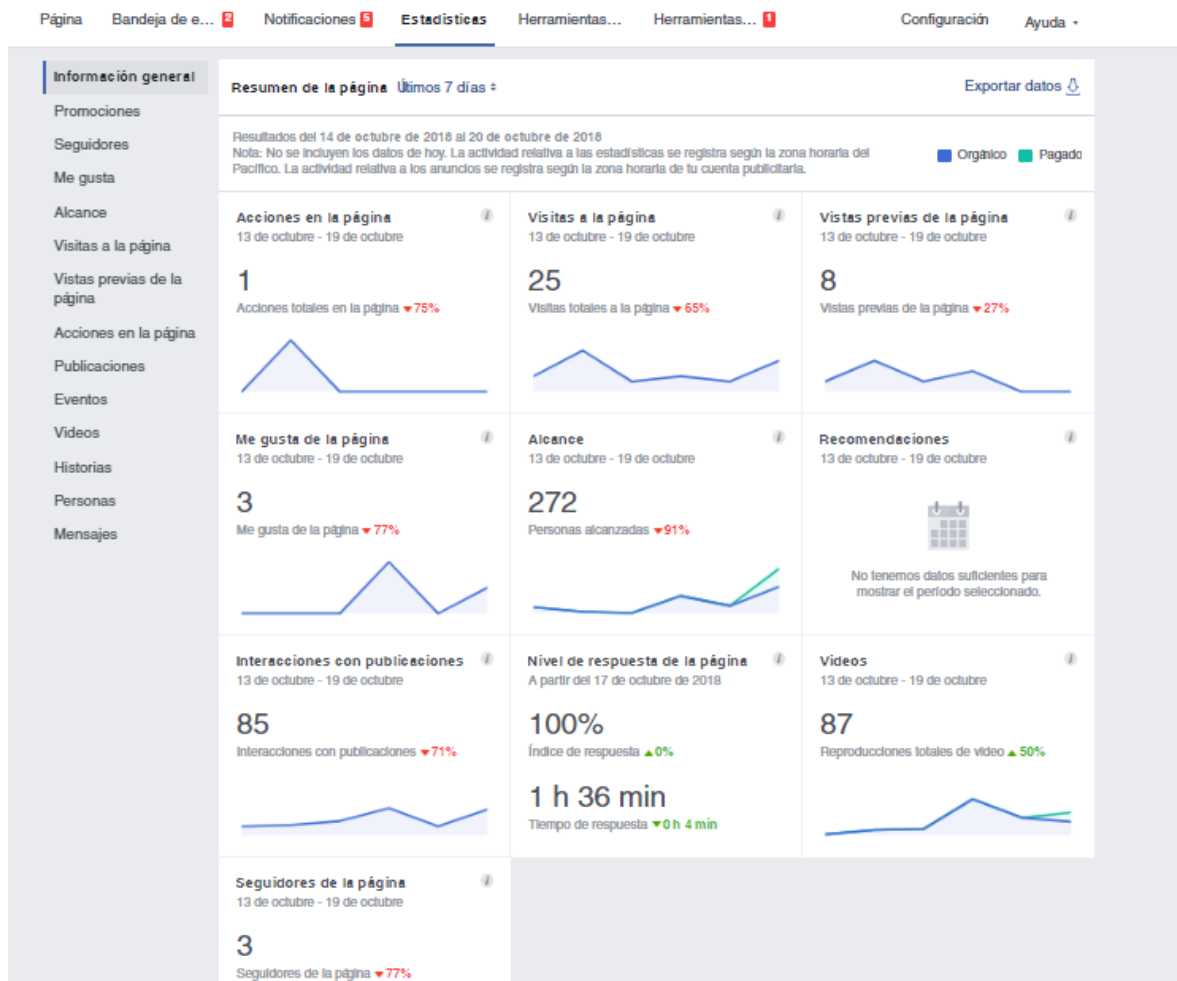 Página Bandeja de e... 2 Notificaciones 5 Estadísticas Herramientas... Herramientas... 1 Configuración Ayuda
Información general
Promociones
Seguidores
Me gusta
Alcance
Visitas a la página
Vistas previas de la
página
Acciones en la página
Publicaciones
Eventos
Videos
Historias
Personas
Mensajes
Resumen de la página Últimos 7 días
Exportar datos
Resultados del 14 de octubre de 2018 al 20 de octubre de 2018
Nota: No se incluyen los datos de hoy. La actividad relativa a las estadísticas se registra según la zona horaria del
Pacífico. La actividad relativa a los anuncios se registra según la zona horaria de tu cuenta publicitaria.
Orgánico Pagado
Acciones en la página i
13 de octubre - 19 de octubre
1
Acciones totales en la página ▼75%
Visitas a la página i
13 de octubre - 19 de octubre
25
Visitas totales a la página ▼65%
Vistas previas de la página i
13 de octubre - 19 de octubre
8
Vistas previas de la página ▼27%
Me gusta de la página i
13 de octubre - 19 de octubre
3
Me gusta de la página ▼77%
Alcance i
13 de octubre - 19 de octubre
272
Personas alcanzadas ▼91%
Recomendaciones i
13 de octubre - 19 de octubre
No tenemos datos suficientes para
mostrar el período seleccionado.
Interacciones con publicaciones i
13 de octubre - 19 de octubre
85
Interacciones con publicaciones ▼71%
Nivel de respuesta de la página i
A partir del 17 de octubre de 2018
100%
Índice de respuesta ▲0%
1 h 36 min
Tiempo de respuesta ▼0 h 4 min
Videos i
13 de octubre - 19 de octubre
87
Reproducciones totales de video ▲50%
Seguidores de la página i
13 de octubre - 19 de octubre
3
Seguidores de la página ▼77%